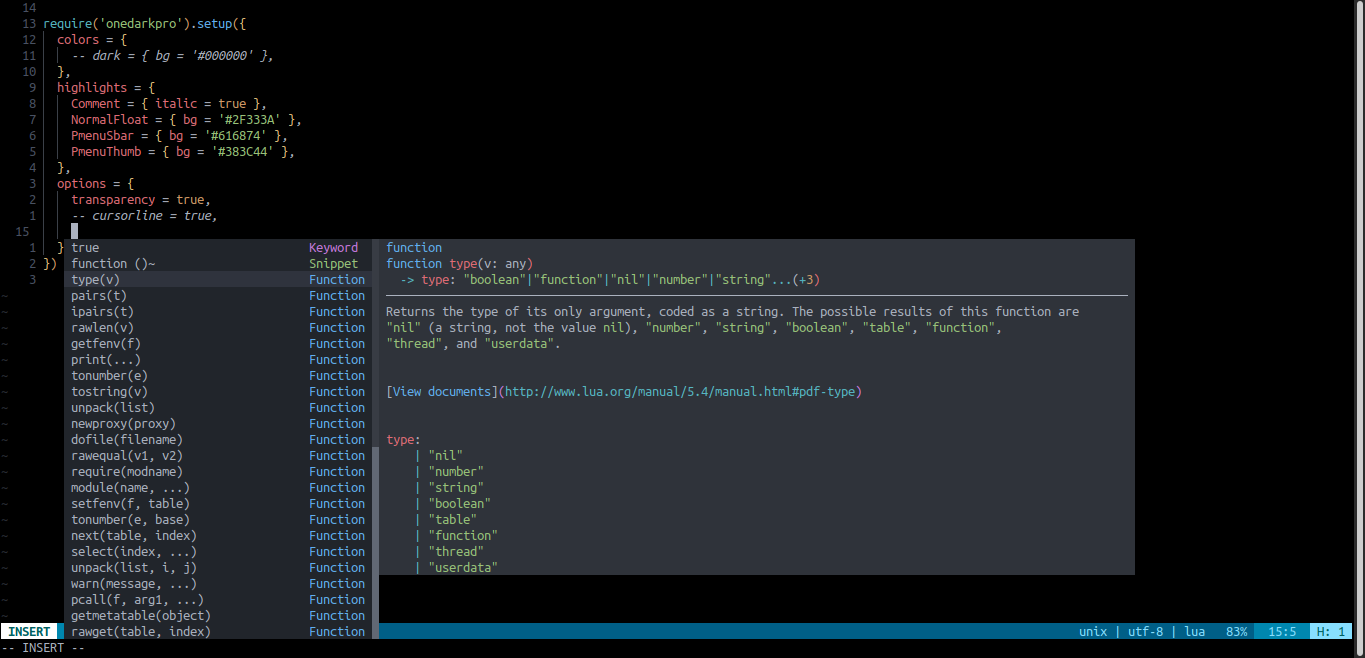 14
13 require('onedarkpro').setup({
12   colors = {
11     -- dark = { bg = '#000000' },
10   },
9   highlights = {
8     Comment = { italic = true },
7     NormalFloat = { bg = '#2F333A' },
6     PmenuSbar = { bg = '#616874' },
5     PmenuThumb = { bg = '#383C44' },
4   },
3   options = {
2     transparency = true,
1     -- cursorline = true,
15
1   } true Keyword function
2 }) function ()~ Snippet function type(v: any)
3 type(v) Function -> type: "boolean"|"function"|"nil"|"number"|"string"...(+3)
~ pairs(t) Function
~ ipairs(t) Function Returns the type of its only argument, coded as a string. The possible results of this function are
~ rawlen(v) Function "nil" (a string, not the value nil), "number", "string", "boolean", "table", "function",
~ getfenv(f) Function "thread", and "userdata".
~ print(...) Function
~ tonumber(e) Function
~ tostring(v) Function [View documents](http://www.lua.org/manual/5.4/manual.html#pdf-type)
~ unpack(list) Function
~ newproxy(proxy) Function
~ dofile(filename) Function type:
~ rawequal(v1, v2) Function | "nil"
~ require(modname) Function | "number"
~ module(name, ...) Function | "string"
~ setfenv(f, table) Function | "boolean"
~ tonumber(e, base) Function | "table"
~ next(table, index) Function | "function"
~ select(index, ...) Function | "thread"
~ unpack(list, i, j) Function | "userdata"
~ warn(message, ...) Function
~ pcall(f, arg1, ...) Function
~ getmetatable(object) Function
INSERT rawget(table, index) Function unix | utf-8 | lua 83% 15:5 H: 1
-- INSERT --